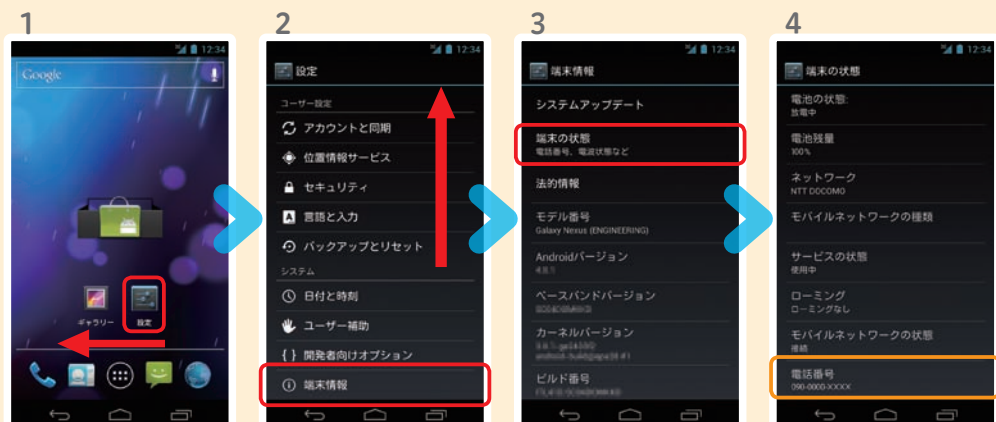 1
12:34
Google
ギャラリー
設定
2
12:34
設定
ユーザー設定
アカウントと同期
位置情報サービス
セキュリティ
A 言語と入力
バックアップとリセット
システム
日付と時刻
ユーザー補助
{ } 開発者向けオプション
端末情報
3
12:34
端末情報
システムアップデート
端末の状態
電話番号、電波状態など
法的情報
モデル番号
Galaxy Nexus (ENGINEERING)
Androidバージョン
ベースバンドバージョン
カーネルバージョン
ビルド番号
4
12:34
端末の状態
電池の状態:
放電中
電池残量
100%
ネットワーク
NTT DOCOMO
モバイルネットワークの種類
サービスの状態
使用中
ローミング
ローミングなし
モバイルネットワークの状態
接続
電話番号
090-0000-XXXX